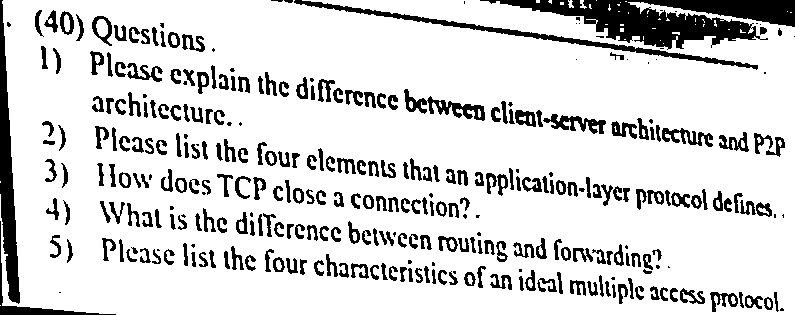 (40) Questions.
1) Please explain the difference between client-server architecture and P2P
architecture..
2) Please list the four elements that an application-layer protocol defines..
3) How does TCP close a connection?.
4) What is the difference between routing and forwarding?.
5) Please list the four characteristics of an ideal multiple access protocol.